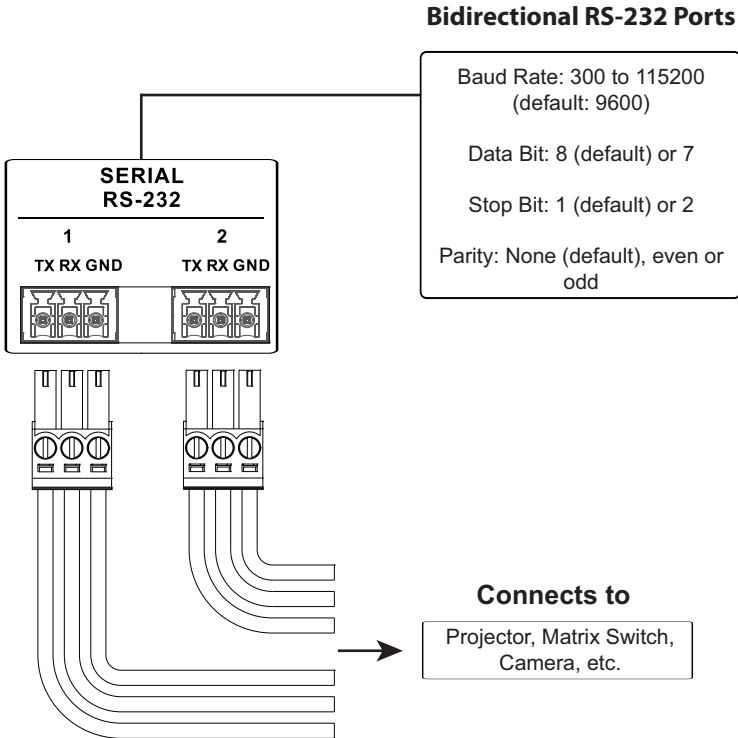 Bidirectional RS-232 Ports
Baud Rate: 300 to 115200
(default: 9600)
Data Bit: 8 (default) or 7
Stop Bit: 1 (default) or 2
Parity: None (default), even or
odd
SERIAL
RS-232
1 2
TX RX GND TX RX GND
Connects to
Projector, Matrix Switch,
Camera, etc.